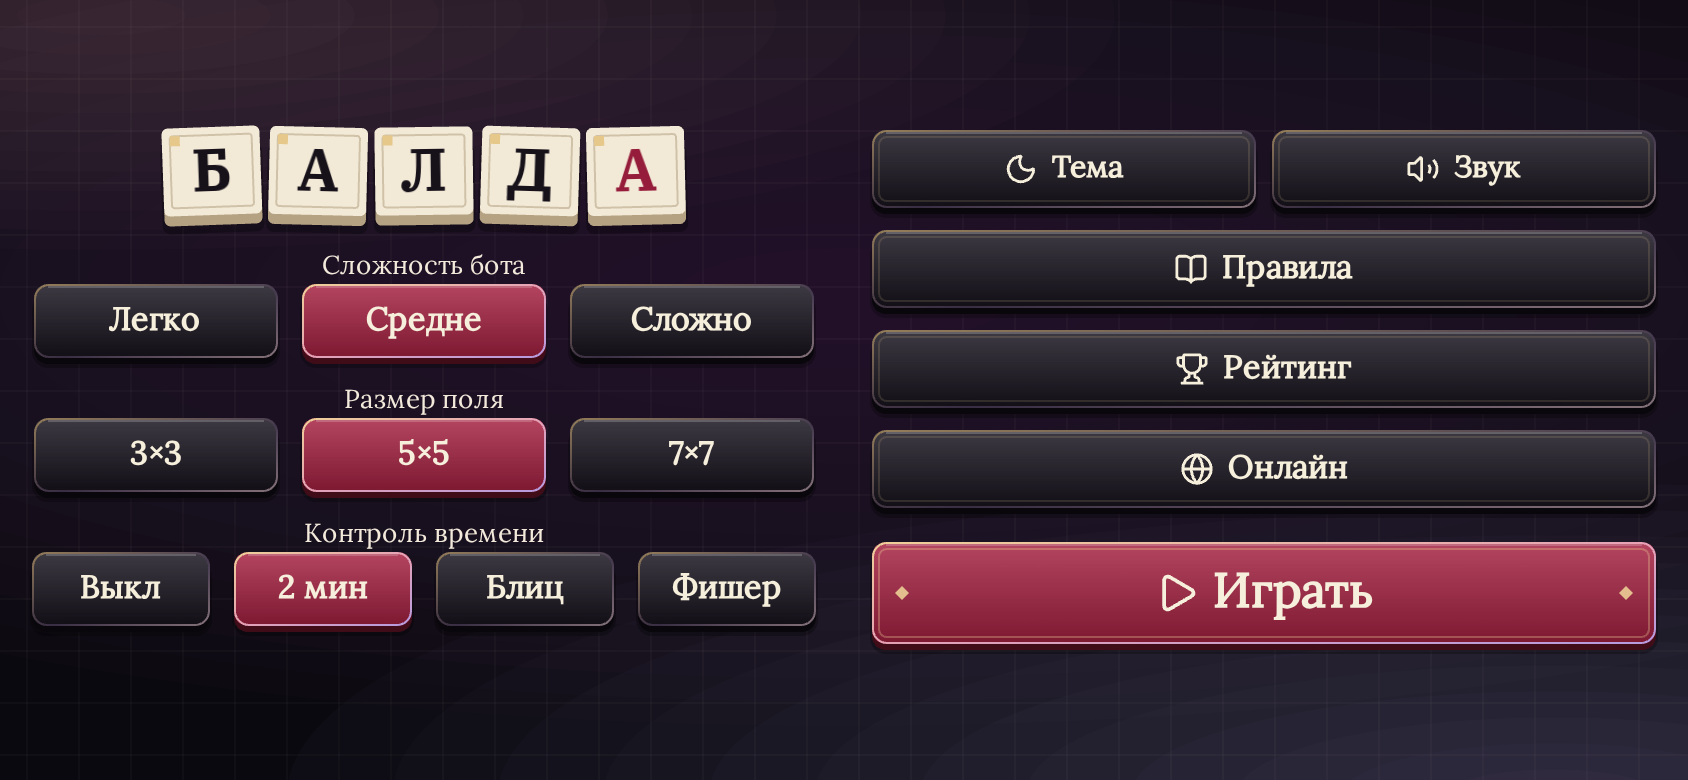 БАЛДА
Сложность бота
Легко Средне Сложно
Размер поля
3×3 5×5 7×7
Контроль времени
Выкл 2 мин Блиц Фишер
Тема Звук
Правила
Рейтинг
Онлайн
Играть